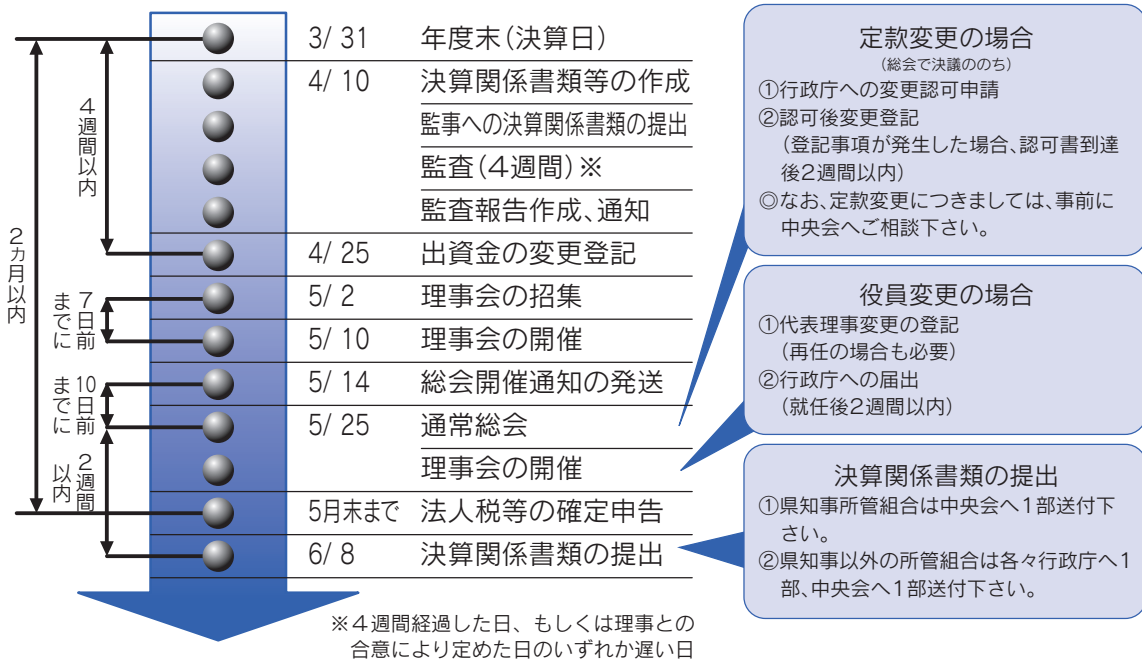 3/ 31 年度末(決算日)
4/ 10 決算関係書類等の作成
監事への決算関係書類の提出
監査(4週間)※
監査報告作成、通知
4/ 25 出資金の変更登記
5/ 2 理事会の招集
5/ 10 理事会の開催
5/ 14 総会開催通知の発送
5/ 25 通常総会
理事会の開催
5月末まで 法人税等の確定申告
6/ 8 決算関係書類の提出
※4週間経過した日、もしくは理事との
合意により定めた日のいずれか遅い日
2ヵ月以内
4週間以内
7日前
までに
10日前
までに
2週間
以内
定款変更の場合
(総会で決議ののち)
①行政庁への変更認可申請
②認可後変更登記
(登記事項が発生した場合、認可書到達
後2週間以内)
◎なお、定款変更につきましては、事前に
中央会へご相談下さい。
役員変更の場合
①代表理事変更の登記
(再任の場合も必要)
②行政庁への届出
(就任後2週間以内)
決算関係書類の提出
①県知事所管組合は中央会へ1部送付下
さい。
②県知事以外の所管組合は各々行政庁へ1
部、中央会へ1部送付下さい。